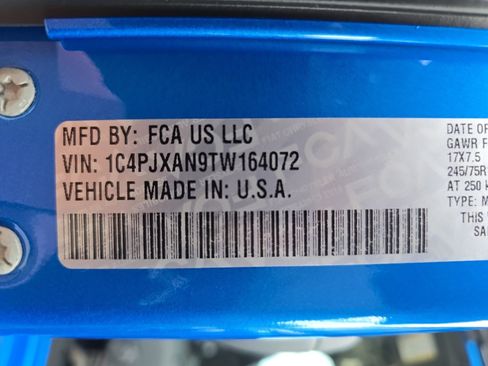 MFD BY: FCA US LLC
VIN: 1C4PJXAN9TW164072
VEHICLE MADE IN: U.S.A.
DATE OF
GAWR F
17X7.5
245/75R
AT 250 k
TYPE: M
THIS
SA